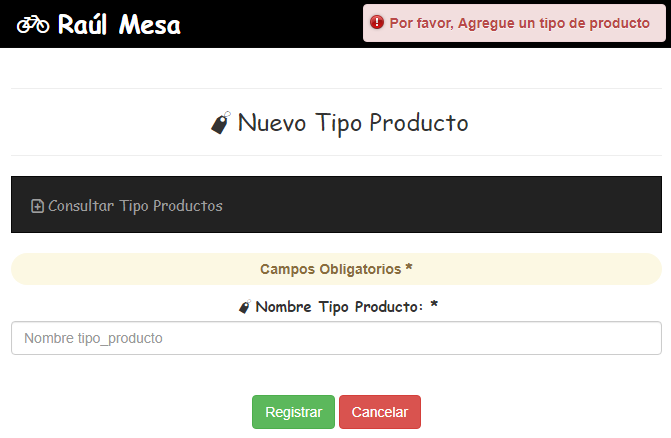 Raúl Mesa
Por favor, Agregue un tipo de producto
Nuevo Tipo Producto
Consultar Tipo Productos
Campos Obligatorios *
Nombre Tipo Producto: *
Nombre tipo_producto
Registrar Cancelar